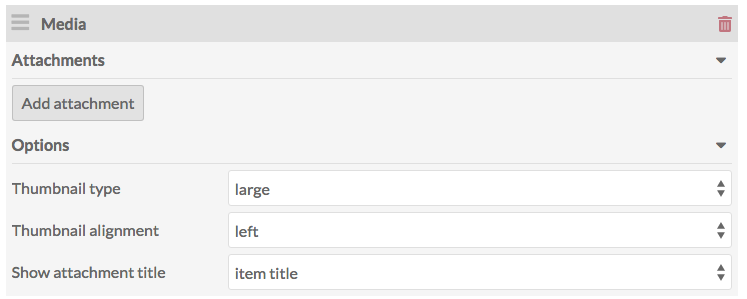 Media
Attachments
Add attachment
Options
Thumbnail type large
Thumbnail alignment left
Show attachment title item title